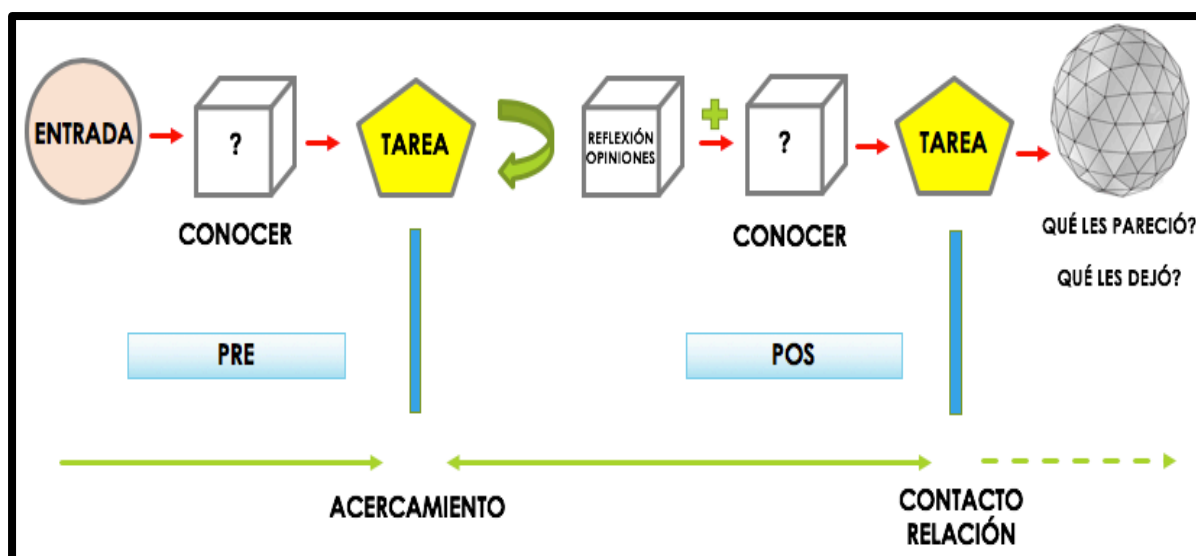 ENTRADA
?
TAREA
REFLEXIÓN
OPINIONES
?
TAREA
CONOCER
CONOCER
QUÉ LES PARECIÓ?
QUÉ LES DEJÓ?
PRE
POS
ACERCAMIENTO
CONTACTO
RELACIÓN